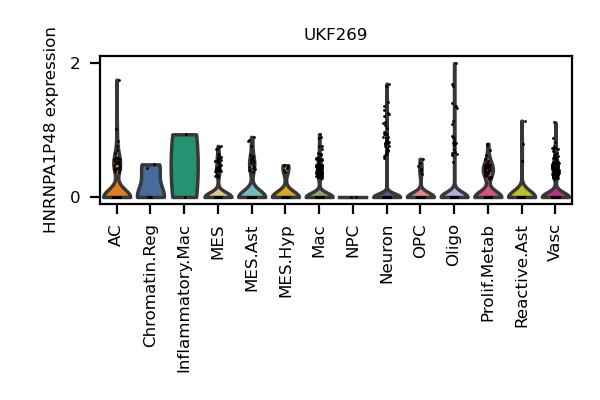 UKF269
HNRNPA1P48 expression
2
0
AC
Chromatin.Reg
Inflammatory.Mac
MES
MES.Ast
MES.Hyp
Mac
NPC
Neuron
OPC
Oligo
Prolif.Metab
Reactive.Ast
Vasc